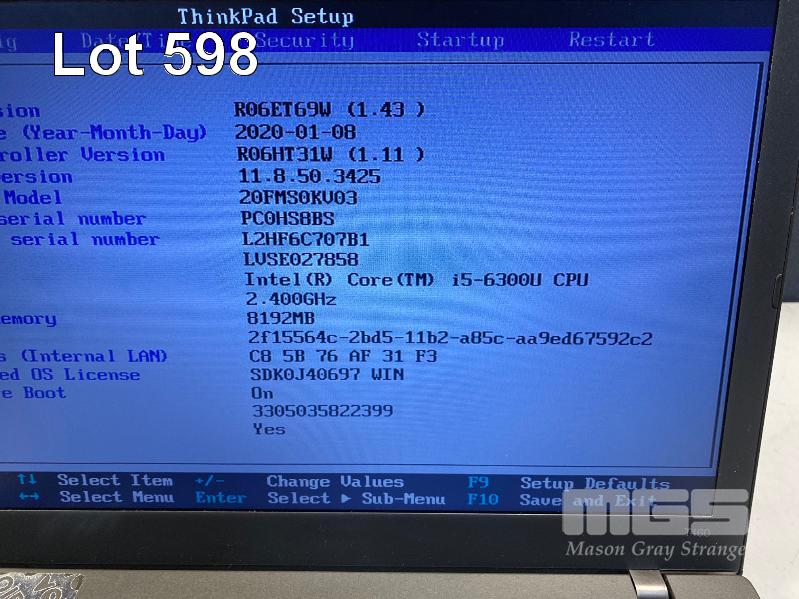 ThinkPad Setup
ig Date/Time Security Startup Restart
Lot 598
sion R06ET69W (1.43 )
e (Year-Month-Day) 2020-01-08
roller Version R06HT31W (1.11 )
ersion 11.8.50.3425
Model 20FMS0KV03
serial number PC0HS8BS
serial number L2HF6C707B1
LVSE027858
Intel(R) Core(TM) i5-6300U CPU
2.400GHz
emory 8192MB
2f15564c-2bd5-11b2-a85c-aa9ed67592c2
s (Internal LAN) C8 5B 76 AF 31 F3
ed OS License SDK0J40697 WIN
e Boot On
3305035822399
Yes
↑↓ Select Item +/- Change Values F9 Setup Defaults
←→ Select Menu Enter Select ▶ Sub-Menu F10 Save and Exit
MGS
T460
Mason Gray Strange